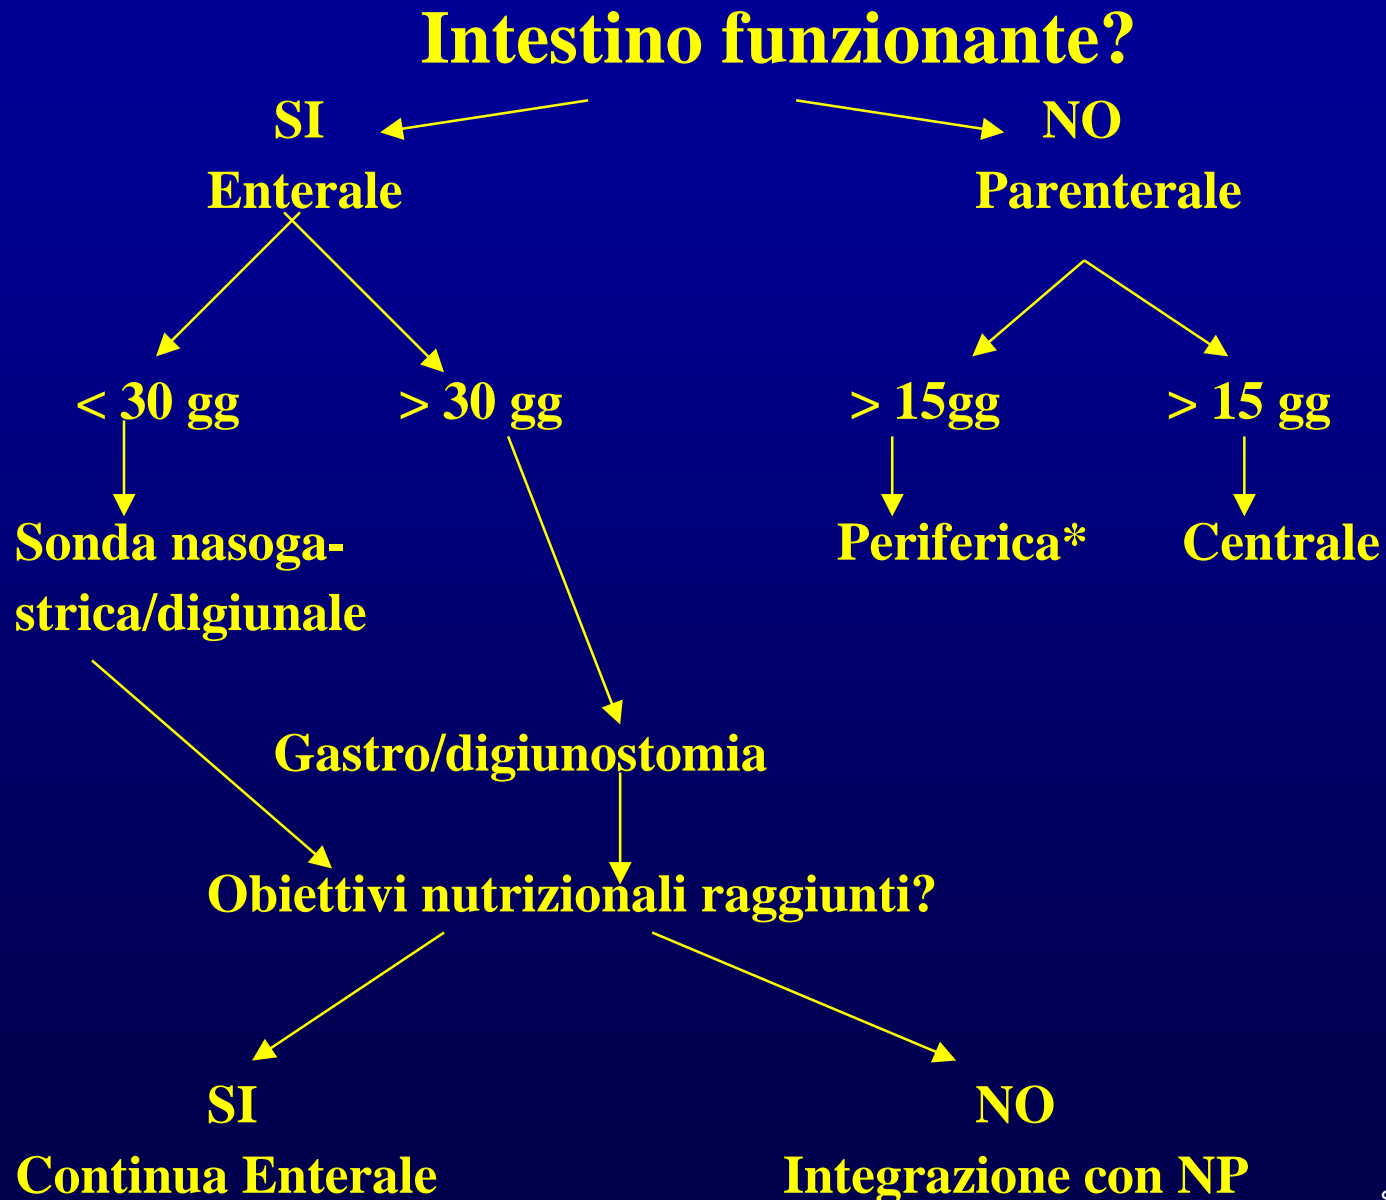 Intestino funzionante?
SI NO
Enterale Parenterale
< 30 gg > 30 gg > 15gg > 15 gg
Sonda nasoga- Periferica* Centrale
strica/digiunale
Gastro/digiunostomia
Obiettivi nutrizionali raggiunti?
SI NO
Continua Enterale Integrazione con NP